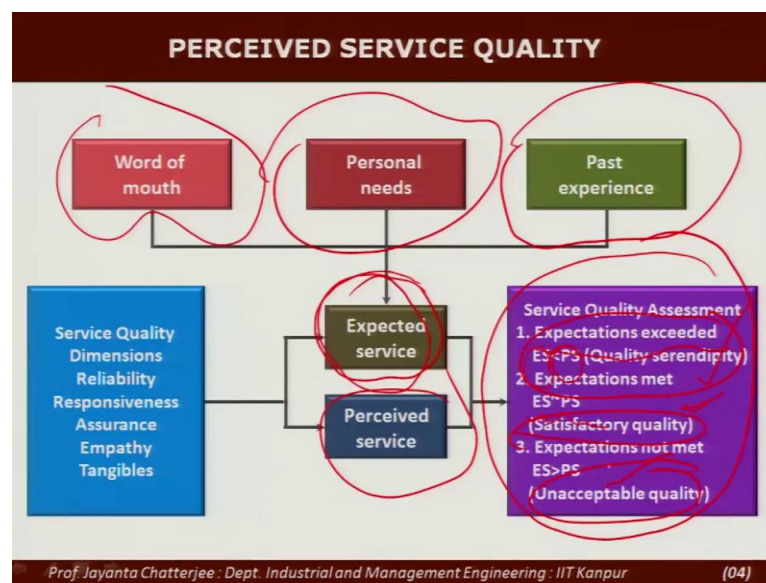 PERCEIVED SERVICE QUALITY
Word of
mouth
Personal
needs
Past
experience
Service Quality
Dimensions
Reliability
Responsiveness
Assurance
Empathy
Tangibles
Expected
service
Perceived
service
Service Quality Assessment
1. Expectations exceeded
ES<PS (Quality serendipity)
2. Expectations met
ES~PS
(Satisfactory quality)
3. Expectations not met
ES>PS
(Unacceptable quality)
Prof. Jayanta Chatterjee : Dept. Industrial and Management Engineering : IIT Kanpur
(04)